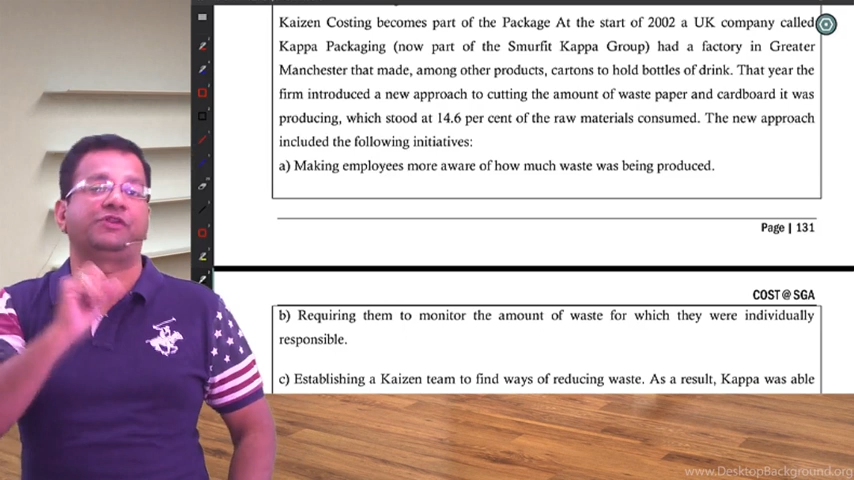 Kaizen Costing becomes part of the Package At the start of 2002 a UK company called
Kappa Packaging (now part of the Smurfit Kappa Group) had a factory in Greater
Manchester that made, among other products, cartons to hold bottles of drink. That year the
firm introduced a new approach to cutting the amount of waste paper and cardboard it was
producing, which stood at 14.6 per cent of the raw materials consumed. The new approach
included the following initiatives:
a) Making employees more aware of how much waste was being produced.
Page | 131
COST@SGA
b) Requiring them to monitor the amount of waste for which they were individually
responsible.
c) Establishing a Kaizen team to find ways of reducing waste. As a result, Kappa was able
www.DesktopBackground.org